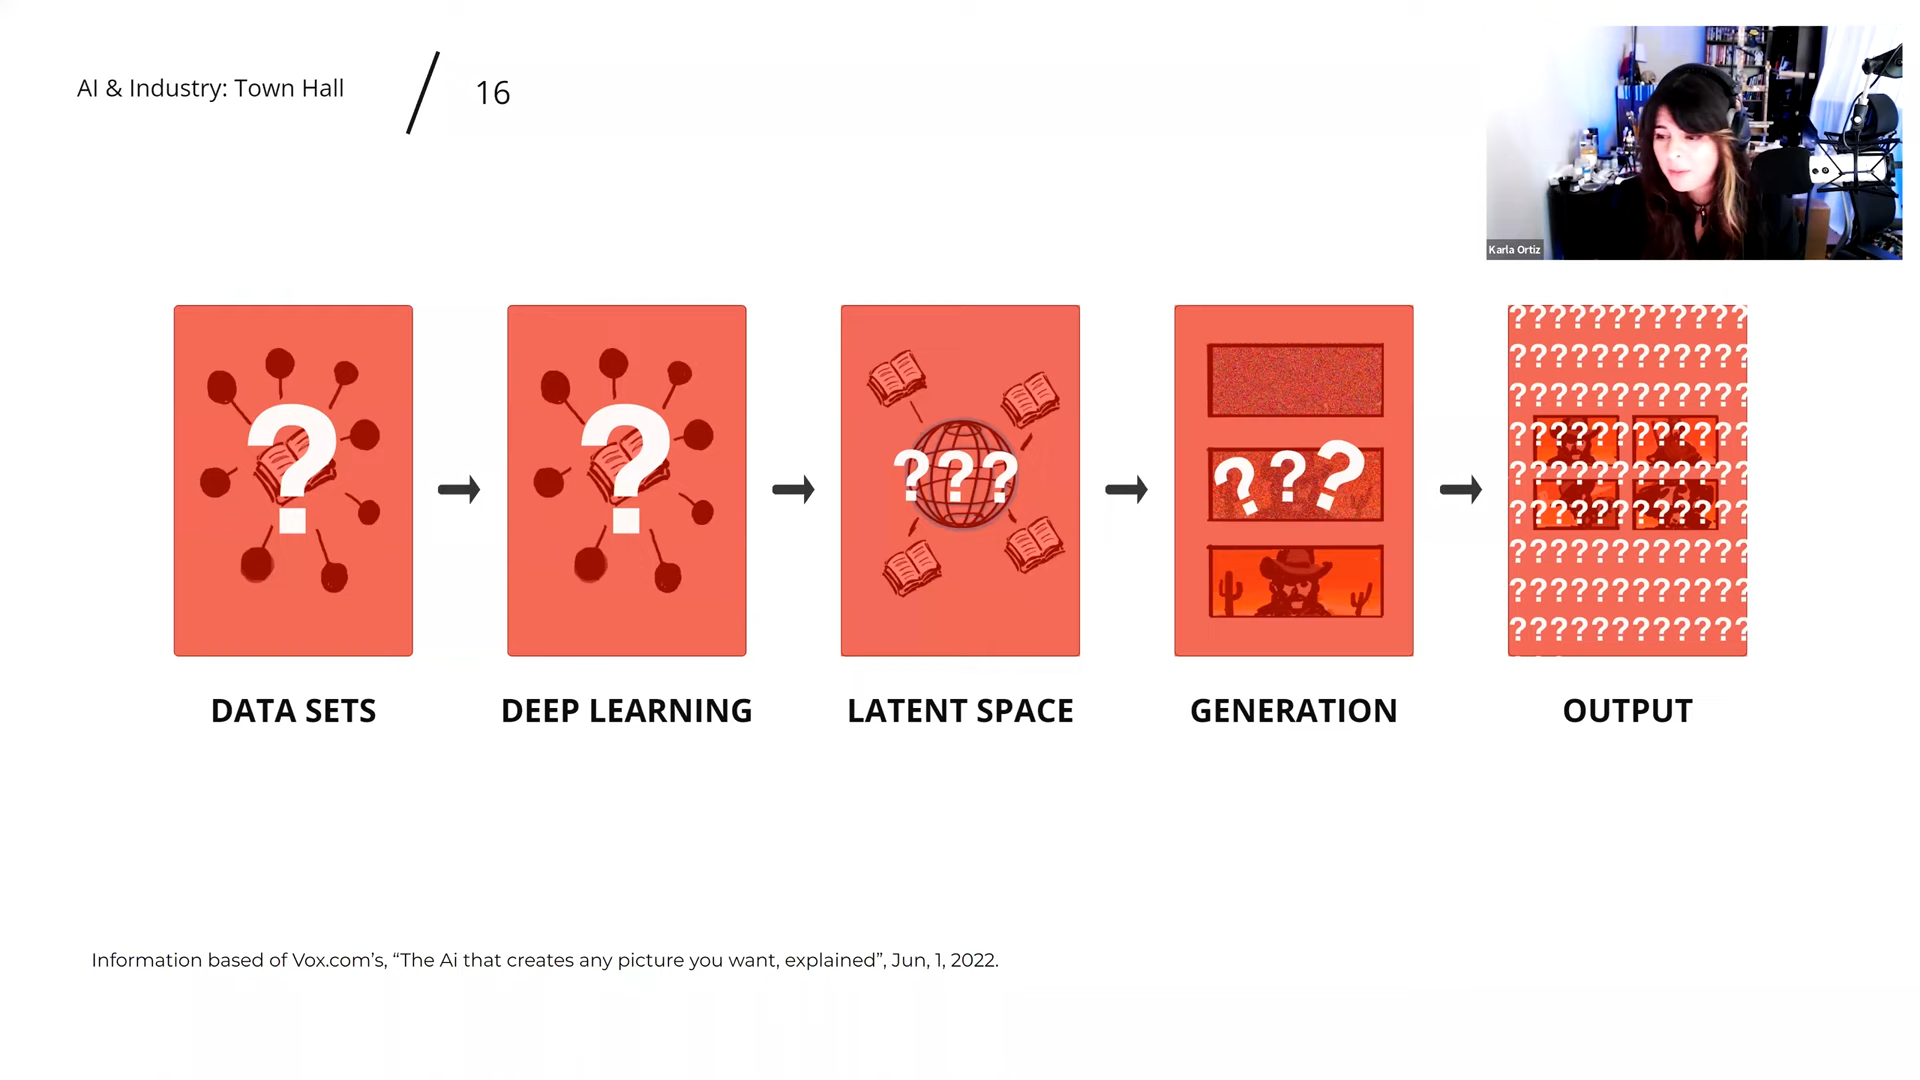 AI & Industry: Town Hall
16
Karla Ortiz
?
?
???
???
????????????
????????????
????????????
????????????
????????????
????????????
????????????
????????????
????????????
DATA SETS
DEEP LEARNING
LATENT SPACE
GENERATION
OUTPUT
Information based of Vox.com’s, “The Ai that creates any picture you want, explained”, Jun, 1, 2022.